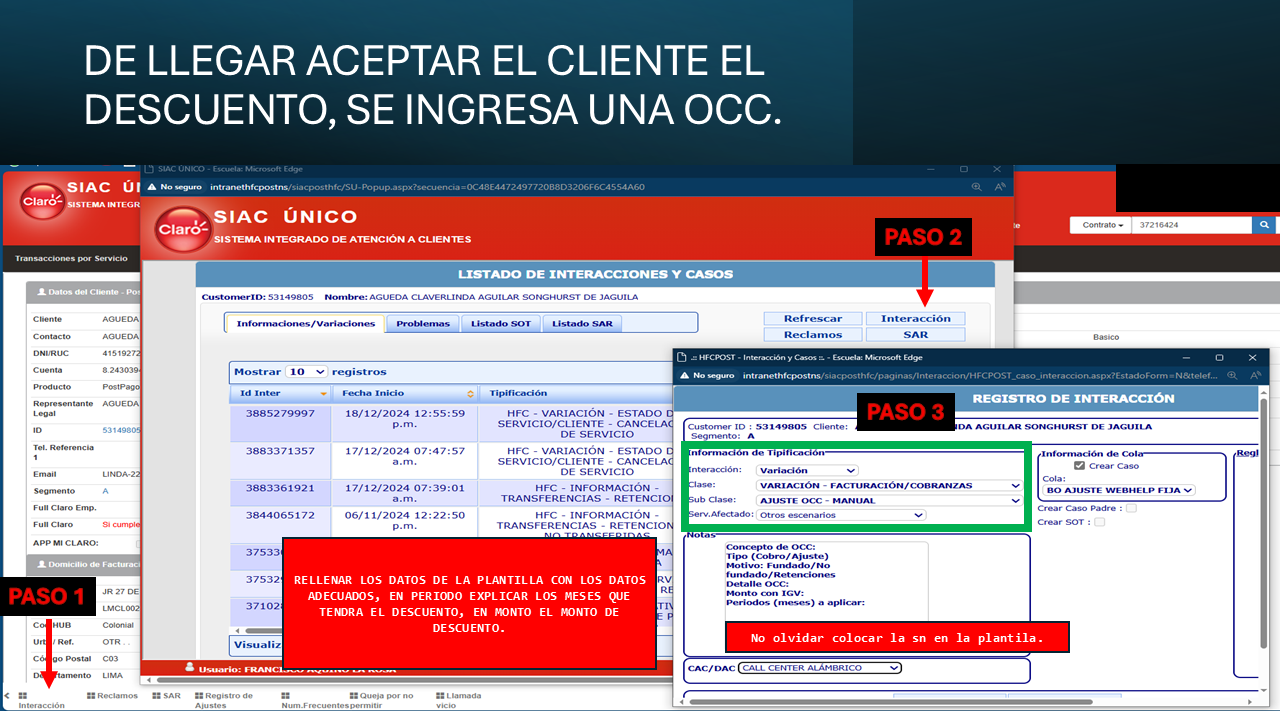 DE LLEGAR ACEPTAR EL CLIENTE EL
DESCUENTO, SE INGRESA UNA OCC.
SIAC ÚNICO - Escuela: Microsoft Edge
No seguro intranethfcpostns/siacposthfc/SU-Popup.aspx?secuencia=0C48E4472497720B8D3206F6C4554A60
Claro
SIAC ÚNI
SISTEMA INTEGR
Claro
SIAC ÚNICO
SISTEMA INTEGRADO DE ATENCIÓN A CLIENTES
PASO 2
te
Contrato
37216424
Transacciones por Servicio
LISTADO DE INTERACCIONES Y CASOS
CustomerID: 53149805 Nombre: AGUEDA CLAVERLINDA AGUILAR SONGHURST DE JAGUILA
Informaciones/Variaciones
Problemas
Listado SOT
Listado SAR
Refrescar
Interacción
Reclamos
SAR
Basico
Mostrar 10 registros
Id Inter
Fecha Inicio
Tipificación
3885279997
18/12/2024 12:55:59
p.m.
HFC - VARIACIÓN - ESTADO D
SERVICIO/CLIENTE - CANCELAC
DE SERVICIO
3883371357
17/12/2024 07:47:57
a.m.
HFC - VARIACIÓN - ESTADO D
SERVICIO/CLIENTE - CANCELAC
DE SERVICIO
3883361921
17/12/2024 07:39:01
a.m.
HFC - INFORMACIÓN -
TRANSFERENCIAS - RETENCION
3844065172
06/11/2024 12:22:50
p.m.
HFC - INFORMACIÓN -
TRANSFERENCIAS - RETENCION
NO TRANSFERIDAS
37533
37532
37102
Visualiz
Usuario: FRANCISCO AQUINO LA ROSA
RELLENAR LOS DATOS DE LA PLANTILLA CON LOS DATOS
ADECUADOS, EN PERIODO EXPLICAR LOS MESES QUE
TENDRA EL DESCUENTO, EN MONTO EL MONTO DE
DESCUENTO.
Datos del Cliente - Pos
Cliente AGUEDA
Contacto AGUEDA
DNI/RUC 41519272
Cuenta 8.243039
Producto PostPago
Representante
Legal
AGUEDA
ID 53149805
Tel. Referencia
1
Email LINDA-22
Segmento A
Full Claro Emp.
Full Claro Si cumple
APP MI CLARO:
Domicilio de Facturaci
PASO 1
JR 27 DE
LMCL002
HUB Colonial
Urb / Ref. OTR . .
Código Postal C03
Departamento LIMA
Interacción
Reclamos
SAR
Registro de
Ajustes
Num.Frecuentes
Queja por no
permitir
Llamada
vicio
.:: HFCPOST - Interacción y Casos ::. - Escuela: Microsoft Edge
No seguro intranethfcpostns/siacposthfc/paginas/Interaccion/HFCPOST_caso_interaccion.aspx?EstadoForm=N&telef...
REGISTRO DE INTERACCIÓN
PASO 3
Customer ID : 53149805 Cliente: NDA AGUILAR SONGHURST DE JAGUILA
Segmento: A
Información de Tipificación
Interacción: Variación
Clase: VARIACIÓN - FACTURACIÓN/COBRANZAS
Sub Clase: AJUSTE OCC - MANUAL
Serv.Afectado: Otros escenarios
Información de Cola
Crear Caso
Cola:
BO AJUSTE WEBHELP FIJA
Crear Caso Padre :
Crear SOT :
Regl
Notas
Concepto de OCC:
Tipo (Cobro/Ajuste)
Motivo: Fundado/No
fundado/Retenciones
Detalle OCC:
Monto con IGV:
Periodos (meses) a aplicar:
No olvidar colocar la sn en la plantila.
CAC/DAC CALL CENTER ALÁMBRICO